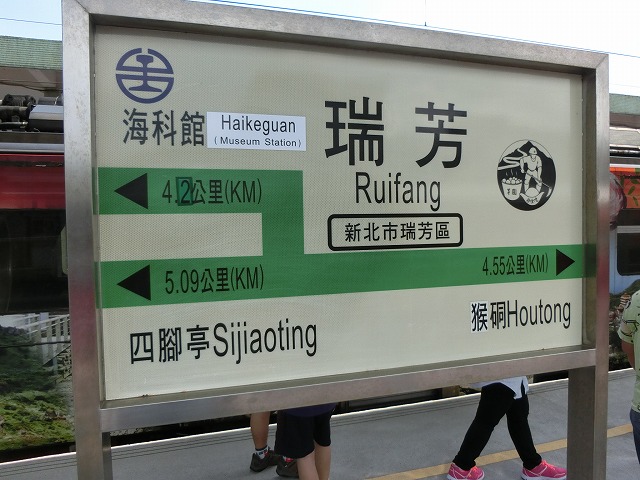 海科館
Haikeguan
(Museum Station)
瑞芳
Ruifang
新北市瑞芳區
4.2公里(KM)
5.09公里(KM)
4.55公里(KM)
四腳亭Sijiaoting
猴硐Houtong